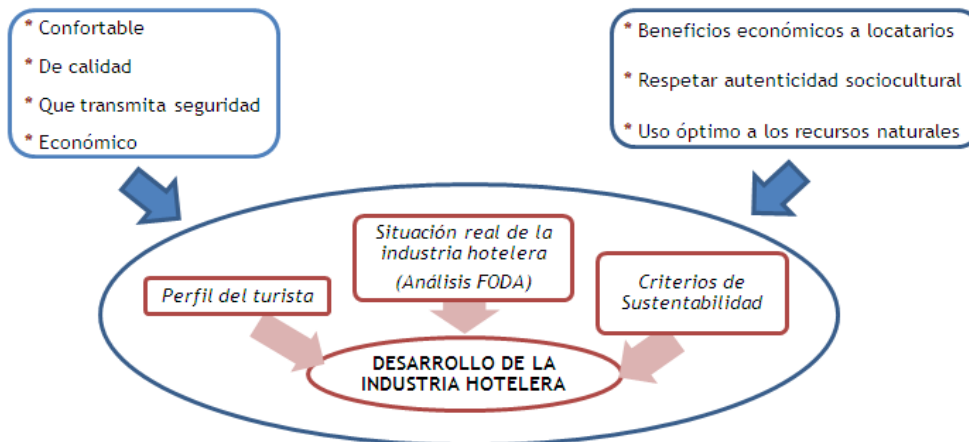 * Confortable
* De calidad
* Que transmita seguridad
* Económico
* Beneficios económicos a locatarios
* Respetar autenticidad sociocultural
* Uso óptimo a los recursos naturales
Situación real de la
industria hotelera
(Análisis FODA)
Perfil del turista
Criterios de
Sustentabilidad
DESARROLLO DE LA
INDUSTRIA HOTELERA